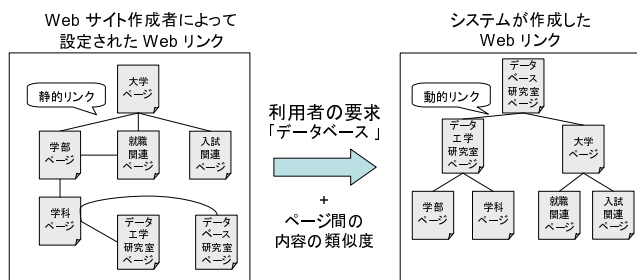 Web サイト作成者によって
設定された Web リンク
静的リンク
大学
ページ
学部
ページ
就職
関連
ページ
入試
関連
ページ
学科
ページ
データ
工学
研究室
ページ
データ
ベース
研究室
ページ
利用者の要求
「データベース 」
+
ページ間の
内容の類似度
システムが作成した
Web リンク
データ
ベース
研究室
ページ
動的リンク
データ
工学
研究室
ページ
大学
ページ
学部
ページ
学科
ページ
就職
関連
ページ
入試
関連
ページ